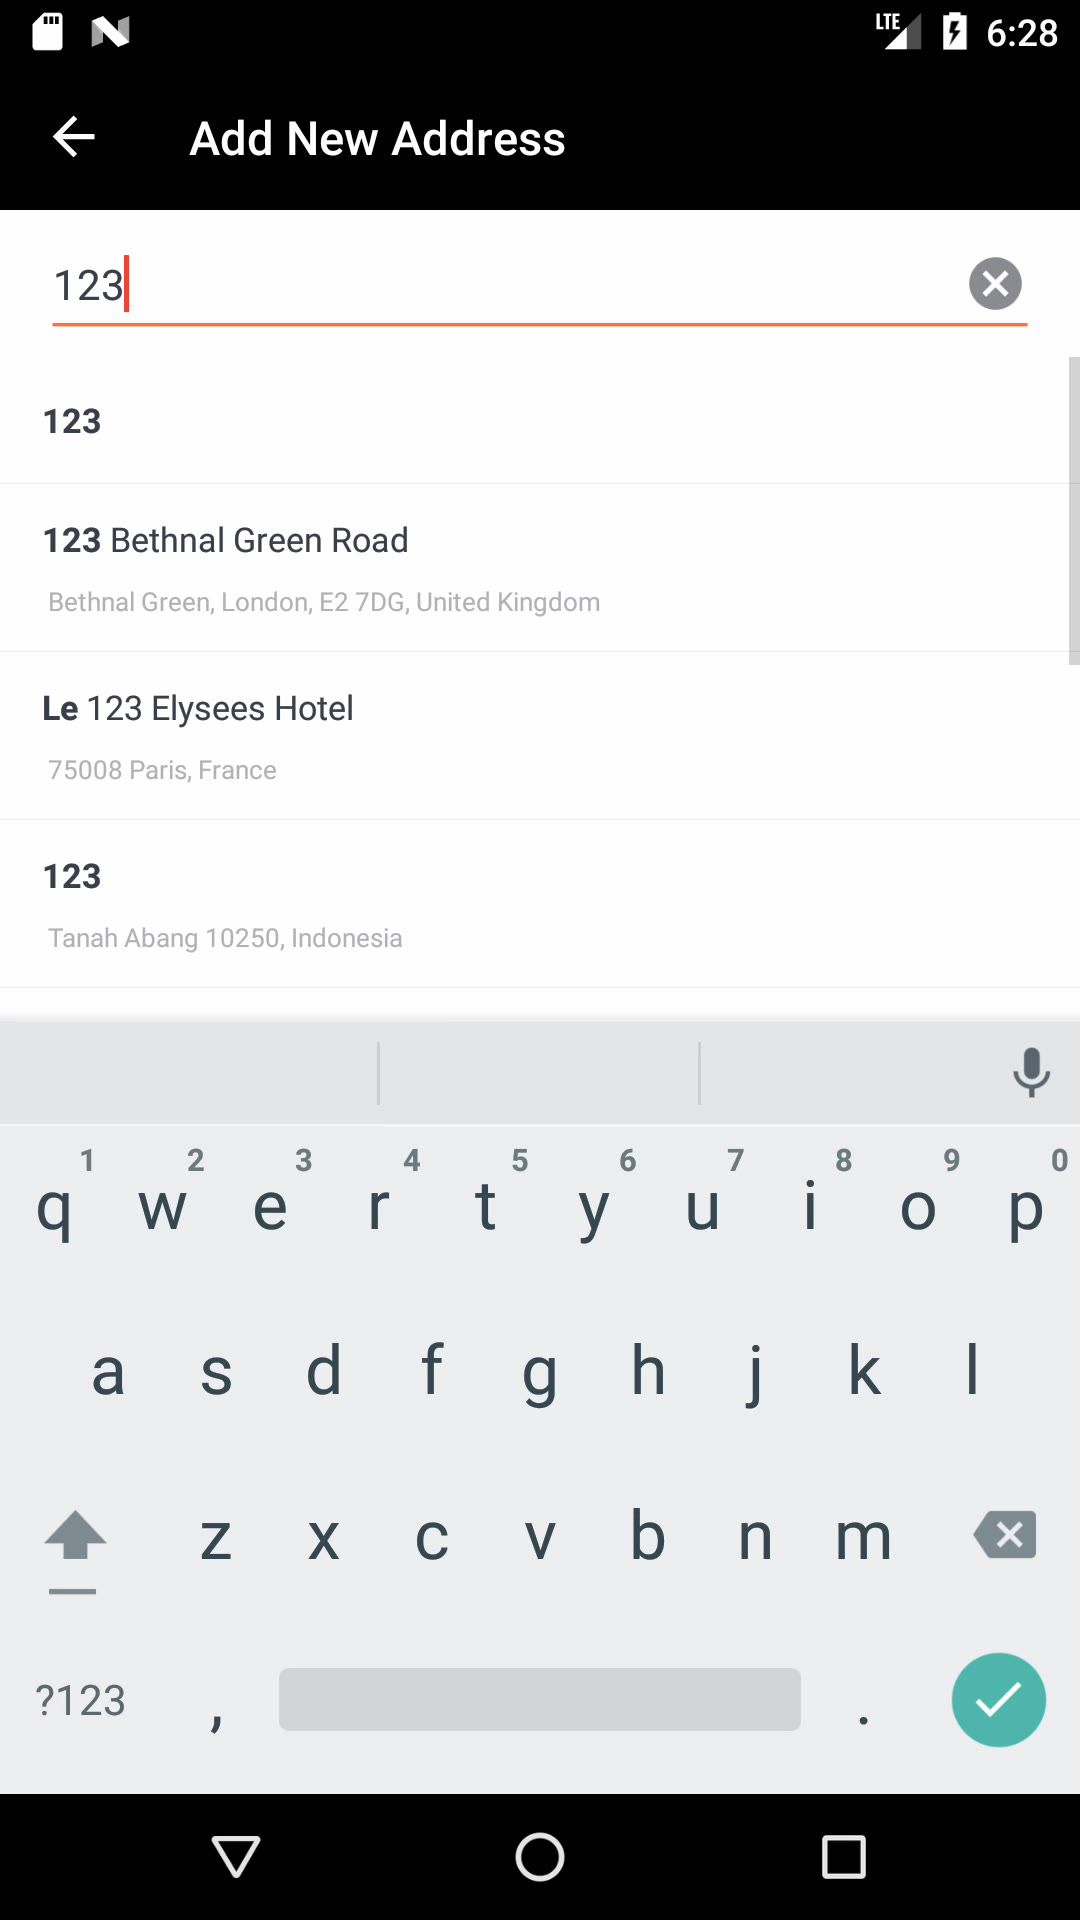 LTE 6:28
Add New Address
123
123
123 Bethnal Green Road
Bethnal Green, London, E2 7DG, United Kingdom
Le 123 Elysees Hotel
75008 Paris, France
123
Tanah Abang 10250, Indonesia
1 2 3 4 5 6 7 8 9 0
q w e r t y u i o p
a s d f g h j k l
z x c v b n m
?123 , .